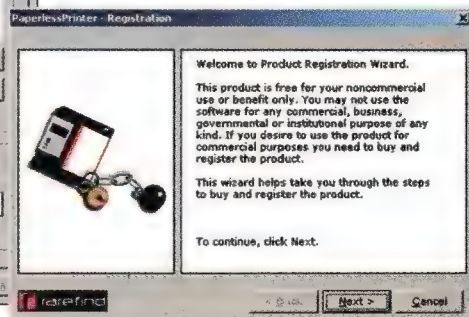 PaperlessPrinter - Registration
Welcome to Product Registration Wizard.
This product is free for your noncommercial
use or benefit only. You may not use the
software for any commercial, business,
governmental or institutional purpose of any
kind. If you desire to use the product for
commercial purposes you need to buy and
register the product.
This wizard helps take you through the steps
to buy and register the product.
To continue, click Next.
rarefind
< Back
Next >
Cancel